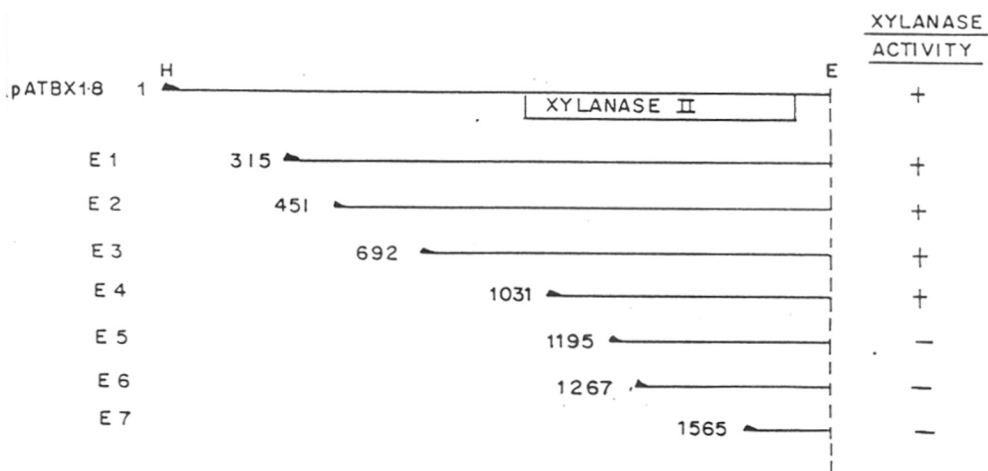 XYLANASE
ACTIVITY
H E
pATBX1·8 1 +
XYLANASE II
E 1 315 +
E 2 451 +
E 3 692 +
E 4 1031 +
E 5 1195 −
E 6 1267 −
E 7 1565 −